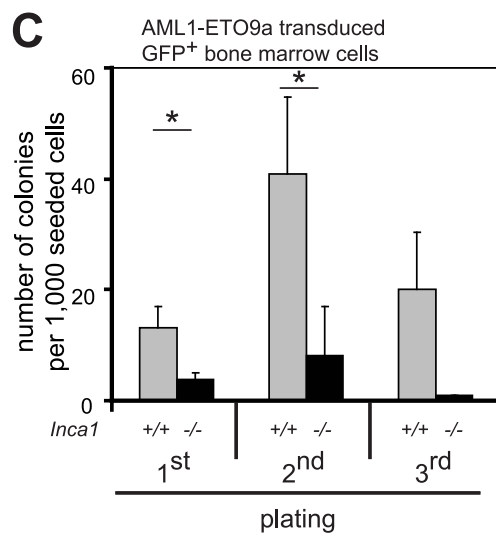 C
AML1-ETO9a transduced
GFP+ bone marrow cells
number of colonies
per 1,000 seeded cells
60
40
20
0
*
*
Inca1 +/+ -/- +/+ -/- +/+ -/-
1st 2nd 3rd
plating